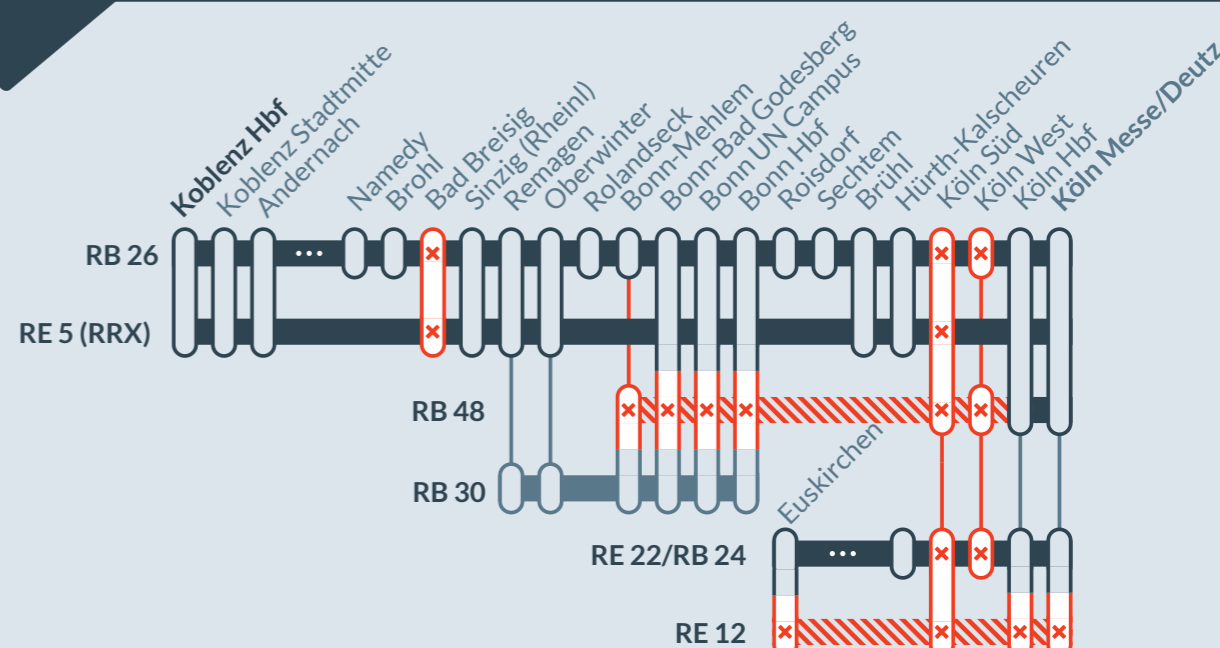 Koblenz Hbf
Koblenz Stadtmitte
Andernach
Namedy
Brohl
Bad Breisig
Sinzig (Rheinl)
Remagen
Oberwinter
Rolandseck
Bonn-Mehlem
Bonn-Bad Godesberg
Bonn UN Campus
Bonn Hbf
Roisdorf
Sechtem
Brühl
Hürth-Kalscheuren
Köln Süd
Köln West
Köln Hbf
Köln Messe/Deutz
RB 26
...
RE 5 (RRX)
RB 48
RB 30
Euskirchen
RE 22/RB 24
...
RE 12